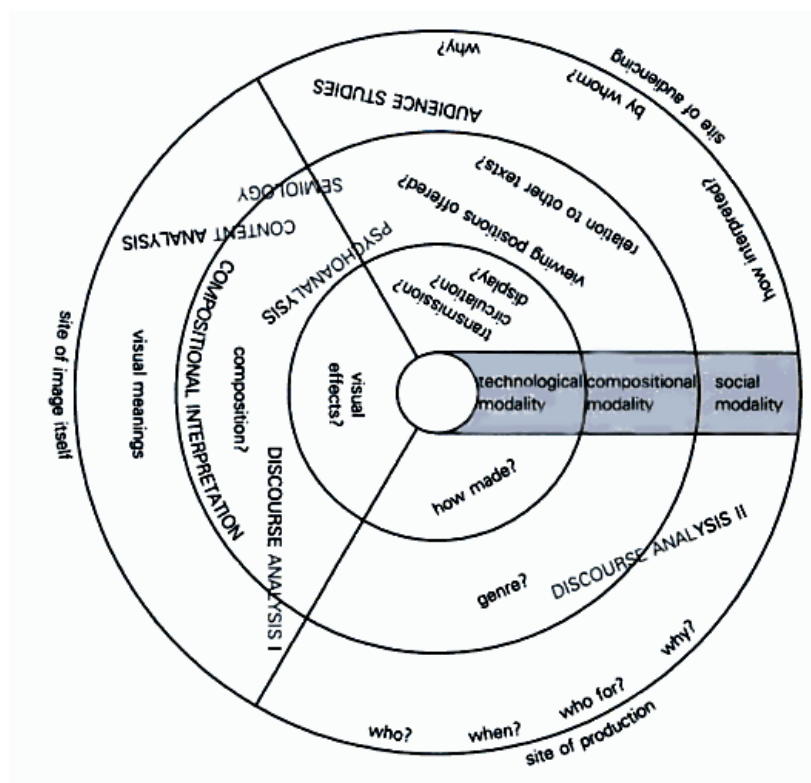 why?
by whom?
site of audiencing
AUDIENCE STUDIES
how interpreted?
relation to other texts?
viewing positions offered?
SEMIOLOGY
CONTENT ANALYSIS
PSYCHOANALYSIS
display?
circulation?
transmission?
COMPOSITIONAL INTERPRETATION
site of image itself
visual meanings
composition?
visual
effects?
technological
modality
compositional
modality
social
modality
DISCOURSE ANALYSIS I
how made?
DISCOURSE ANALYSIS II
genre?
why?
who for?
when?
who?
site of production